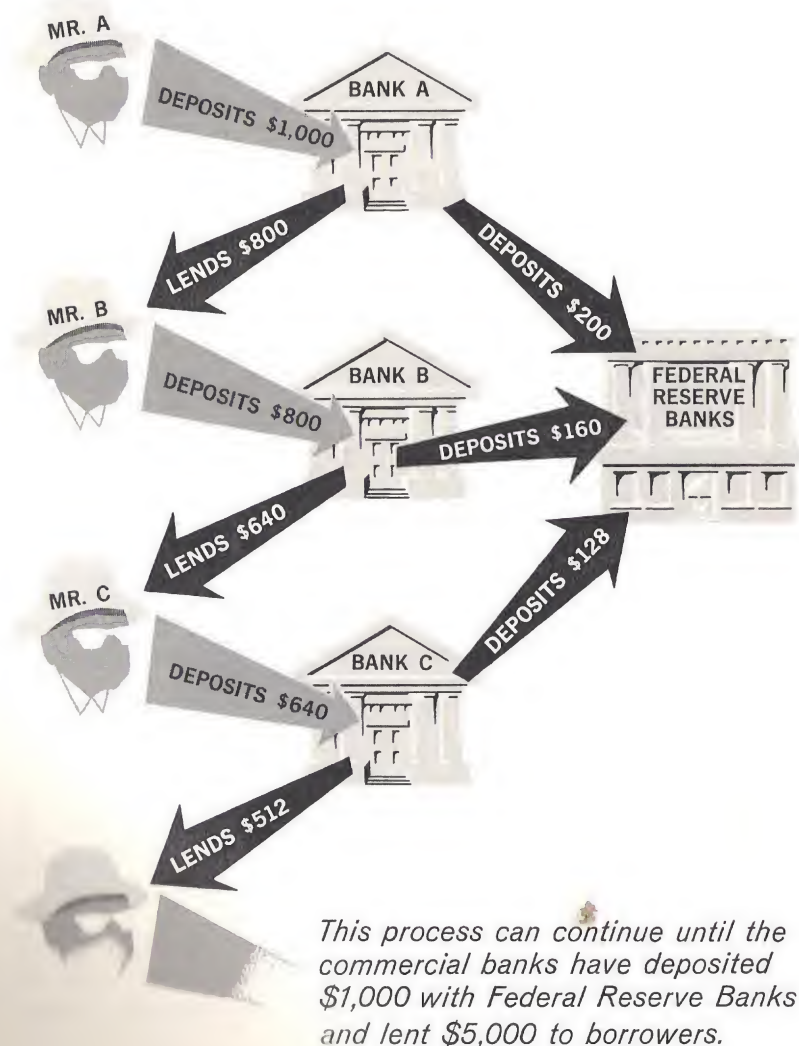 MR. A
DEPOSITS $1,000
BANK A
LENDS $800
DEPOSITS $200
MR. B
DEPOSITS $800
BANK B
FEDERAL
RESERVE
BANKS
DEPOSITS $160
LENDS $640
MR. C
DEPOSITS $640
BANK C
DEPOSITS $128
LENDS $512
This process can continue until the
commercial banks have deposited
$1,000 with Federal Reserve Banks
and lent $5,000 to borrowers.